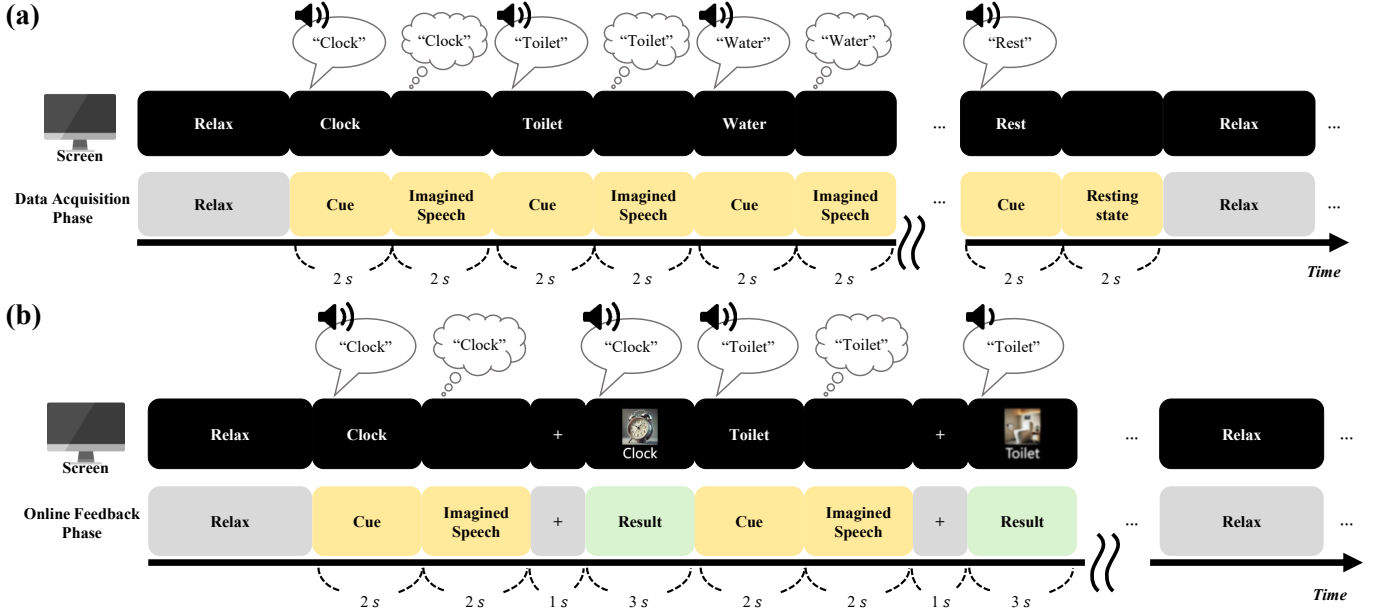 (a)
“Clock”
“Clock”
“Toilet”
“Toilet”
“Water”
“Water”
“Rest”
Screen
Relax
Clock
Toilet
Water
...
Rest
Relax
...
Data Acquisition
Phase
Relax
Cue
Imagined
Speech
Cue
Imagined
Speech
Cue
Imagined
Speech
...
Cue
Resting
state
Relax
...
2 s
2 s
2 s
2 s
2 s
2 s
2 s
2 s
Time
(b)
“Clock”
“Clock”
“Clock”
“Toilet”
“Toilet”
“Toilet”
Screen
Relax
Clock
+
Clock
Toilet
+
Toilet
...
Relax
...
Online Feedback
Phase
Relax
Cue
Imagined
Speech
+
Result
Cue
Imagined
Speech
+
Result
...
Relax
...
2 s
2 s
1 s
3 s
2 s
2 s
1 s
3 s
Time